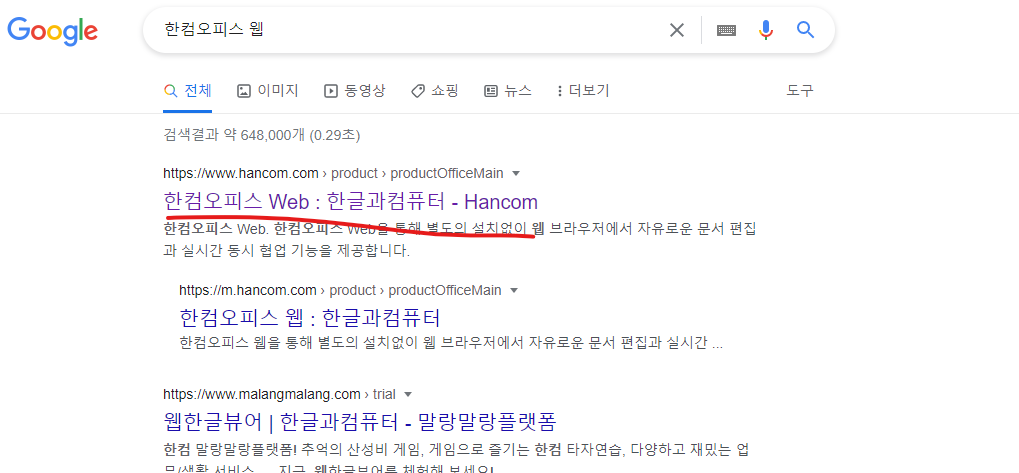 Google
한컴오피스 웹
전체 이미지 동영상 쇼핑 뉴스 더보기 도구
검색결과 약 648,000개 (0.29초)
https://www.hancom.com › product › productOfficeMain
한컴오피스 Web : 한글과컴퓨터 - Hancom
한컴오피스 Web. 한컴오피스 Web을 통해 별도의 설치없이 웹 브라우저에서 자유로운 문서 편집
과 실시간 동시 협업 기능을 제공합니다.
https://m.hancom.com › product › productOfficeMain
한컴오피스 웹 : 한글과컴퓨터
한컴오피스 웹을 통해 별도의 설치없이 웹 브라우저에서 자유로운 문서 편집과 실시간 ...
https://www.malangmalang.com › trial
웹한글뷰어 | 한글과컴퓨터 - 말랑말랑플랫폼
한컴 말랑말랑플랫폼! 추억의 산성비 게임, 게임으로 즐기는 한컴 타자연습, 다양하고 재밌는 업
무/생활 서비스 ... 지금, 웹한글뷰어를 체험해 보세요!